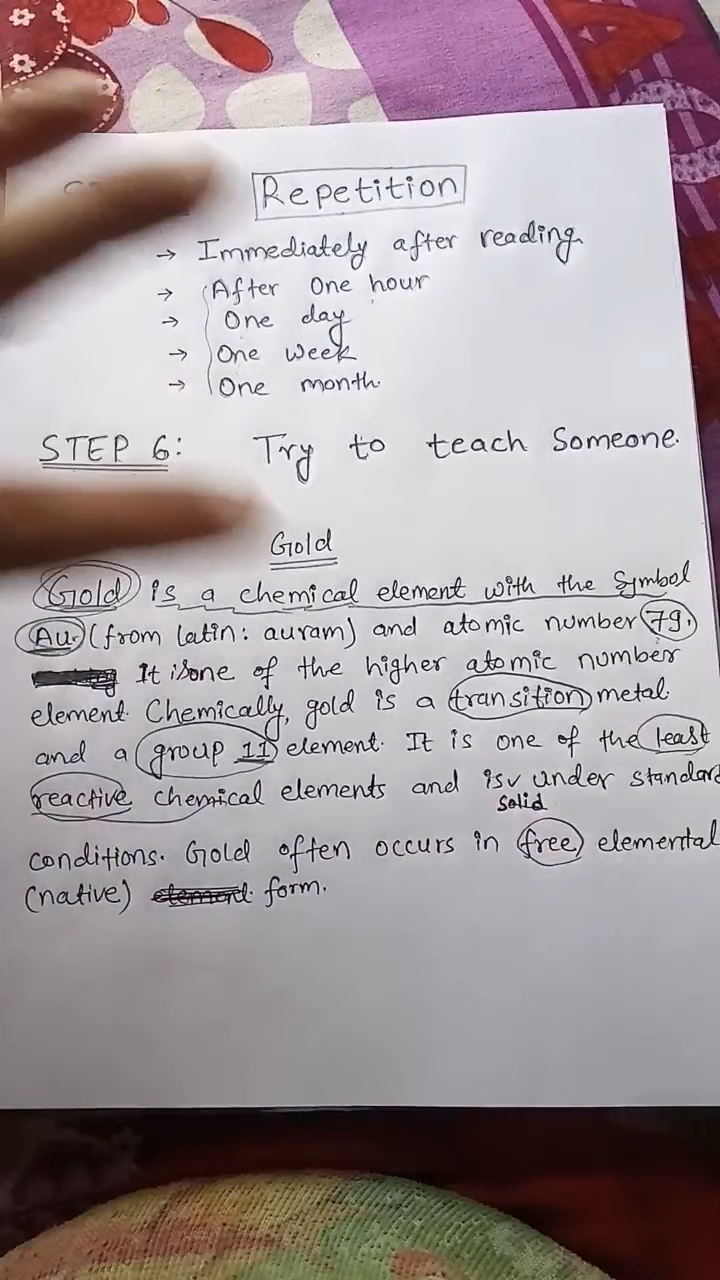 Repetition
→ Immediately after reading.
→ After One hour
→ One day
→ One week
→ One month.
STEP 6: Try to teach Someone.
Gold
Gold is a chemical element with the Symbol
Au. (from latin: auram) and atomic number 79.
It is one of the higher atomic number
element. Chemically, gold is a transition metal.
and a group 11 element. It is one of the least
reactive chemical elements and is solid under standard
conditions. Gold often occurs in free elemental
(native) form.